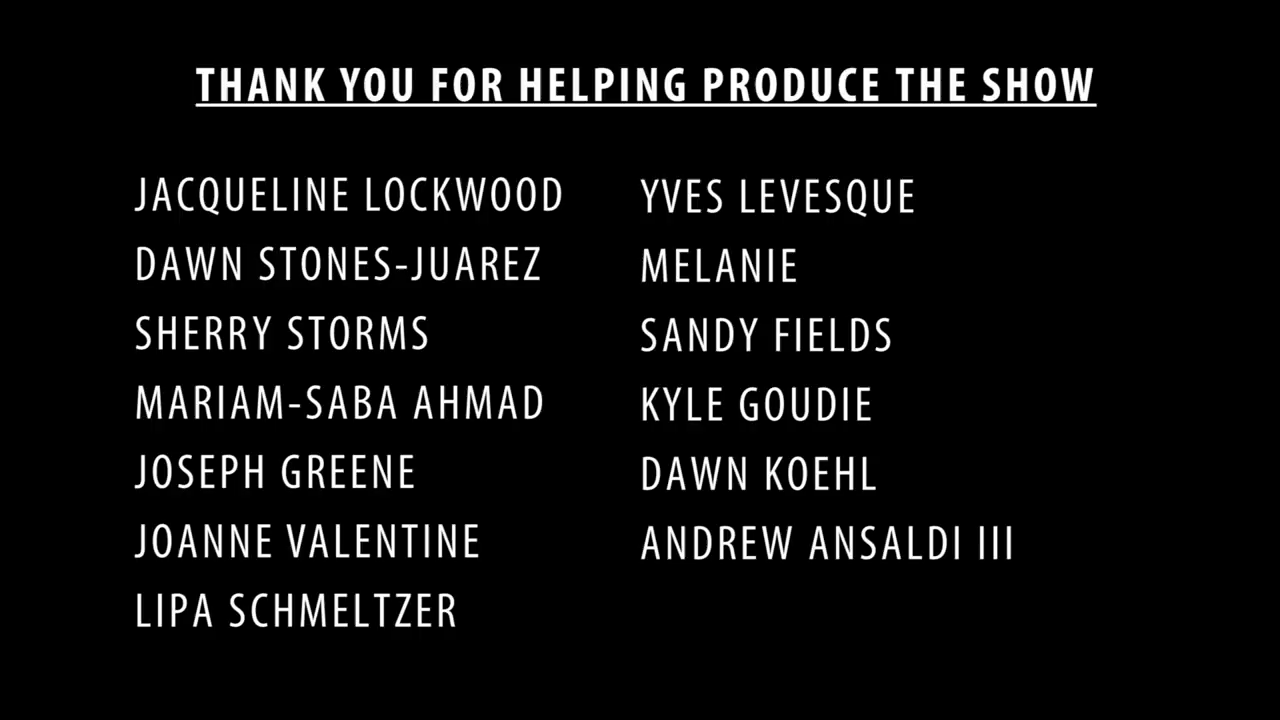 THANK YOU FOR HELPING PRODUCE THE SHOW
JACQUELINE LOCKWOOD
DAWN STONES-JUAREZ
SHERRY STORMS
MARIAM-SABA AHMAD
JOSEPH GREENE
JOANNE VALENTINE
LIPA SCHMELTZER
YVES LEVESQUE
MELANIE
SANDY FIELDS
KYLE GOUDIE
DAWN KOEHL
ANDREW ANSALDI III